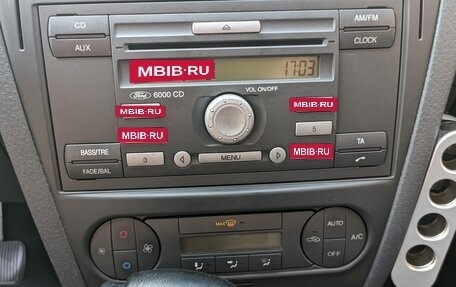 CD
AM/FM
AUX
CLOCK
MBIB.RU
17:03
Ford 6000 CD
VOL ON/OFF
MBIB.RU
MBIB.RU
MBIB.RU
5
BASS/TRE
TA
MBIB.RU
FADE/BAL
3
MENU
MAX
AUTO
A/C
OFF